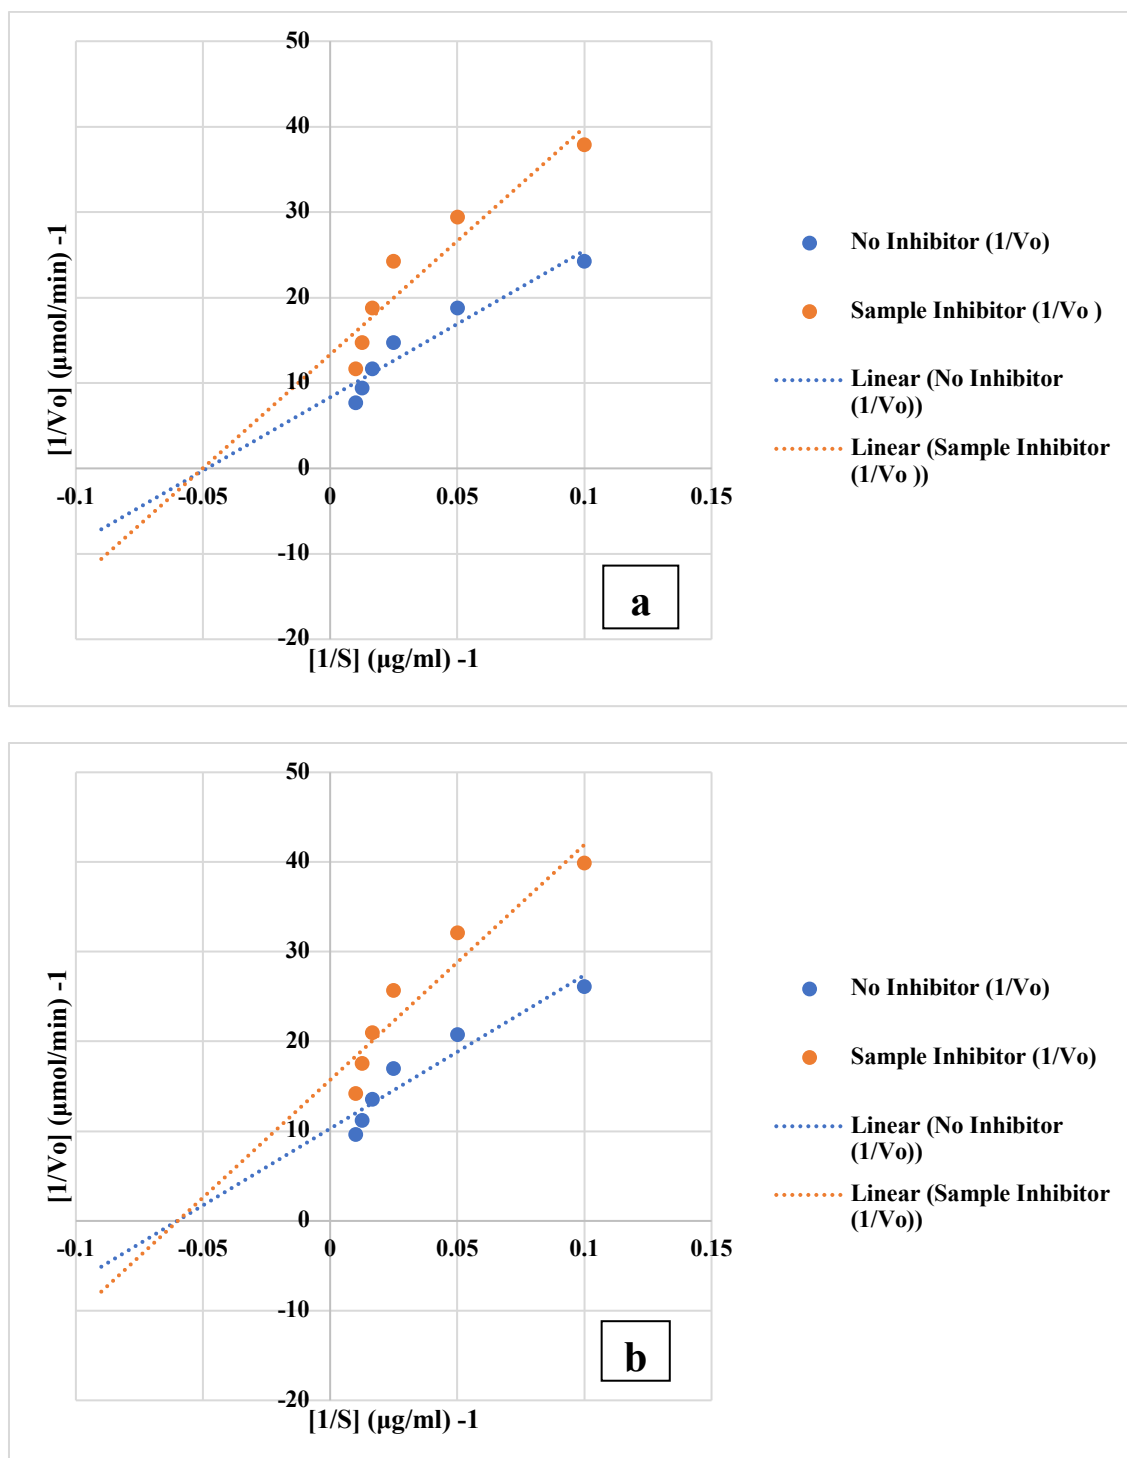 50
40
30
20
10
0
-10
-20
-0.1
-0.05
0
0.05
0.1
0.15
[1/Vo] (µmol/min) -1
[1/S] (µg/ml) -1
No Inhibitor (1/Vo)
Sample Inhibitor (1/Vo )
Linear (No Inhibitor
(1/Vo))
Linear (Sample Inhibitor
(1/Vo ))
a
50
40
30
20
10
0
-10
-20
-0.1
-0.05
0
0.05
0.1
0.15
[1/Vo] (µmol/min) -1
[1/S] (µg/ml) -1
No Inhibitor (1/Vo)
Sample Inhibitor (1/Vo)
Linear (No Inhibitor
(1/Vo))
Linear (Sample Inhibitor
(1/Vo))
b